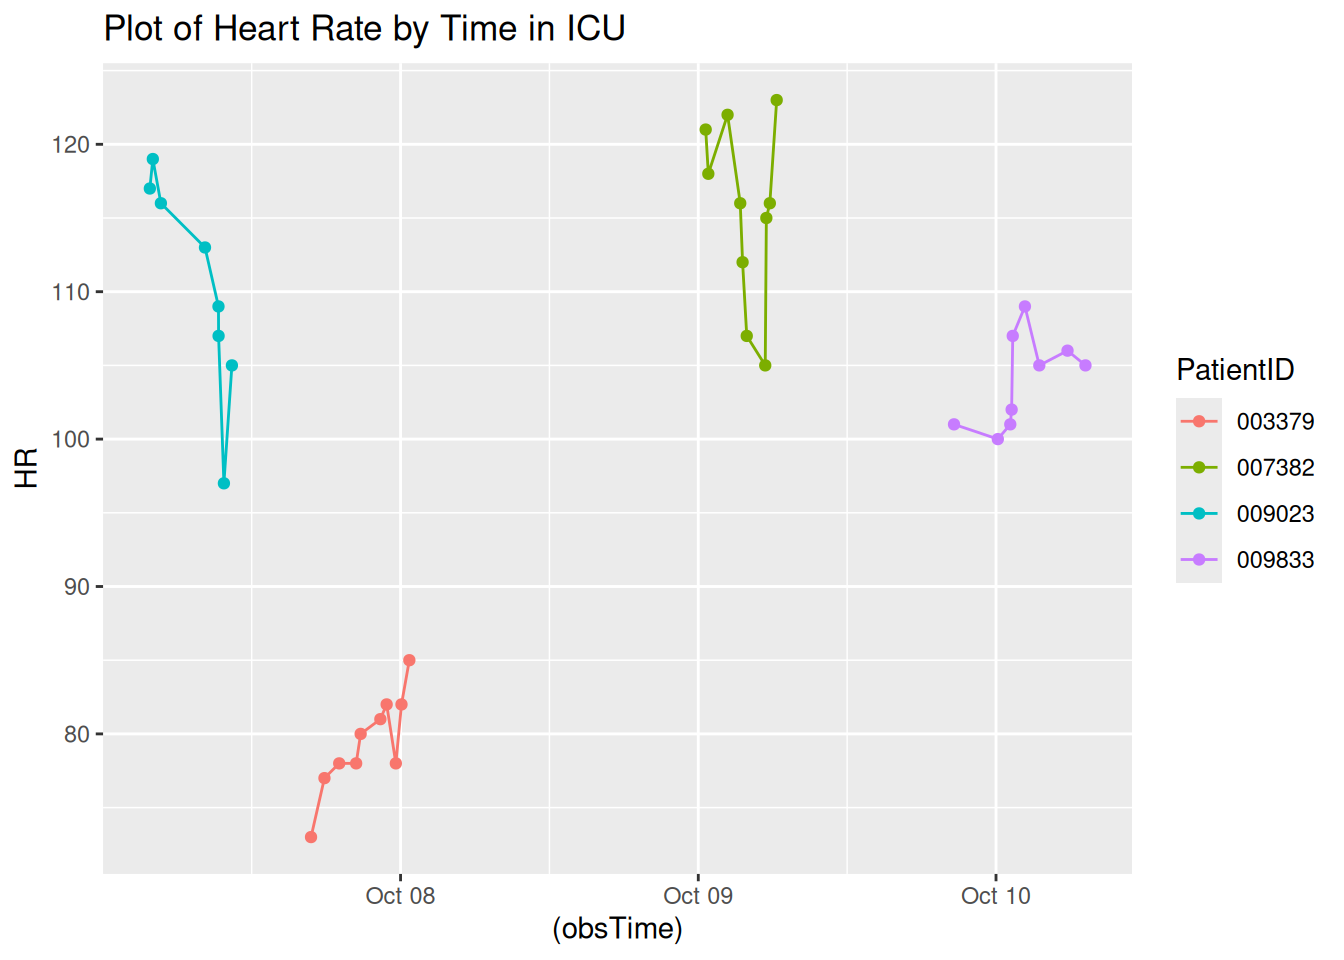 Plot of Heart Rate by Time in ICU
120
110
100
90
80
HR
Oct 08
Oct 09
Oct 10
(obsTime)
PatientID
003379
007382
009023
009833